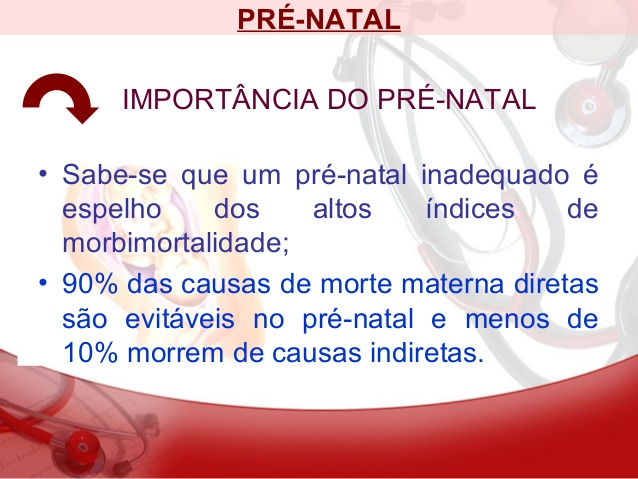 PRÉ-NATAL
IMPORTÂNCIA DO PRÉ-NATAL
• Sabe-se que um pré-natal inadequado é
espelho dos altos índices de
morbimortalidade;
• 90% das causas de morte materna diretas
são evitáveis no pré-natal e menos de
10% morrem de causas indiretas.